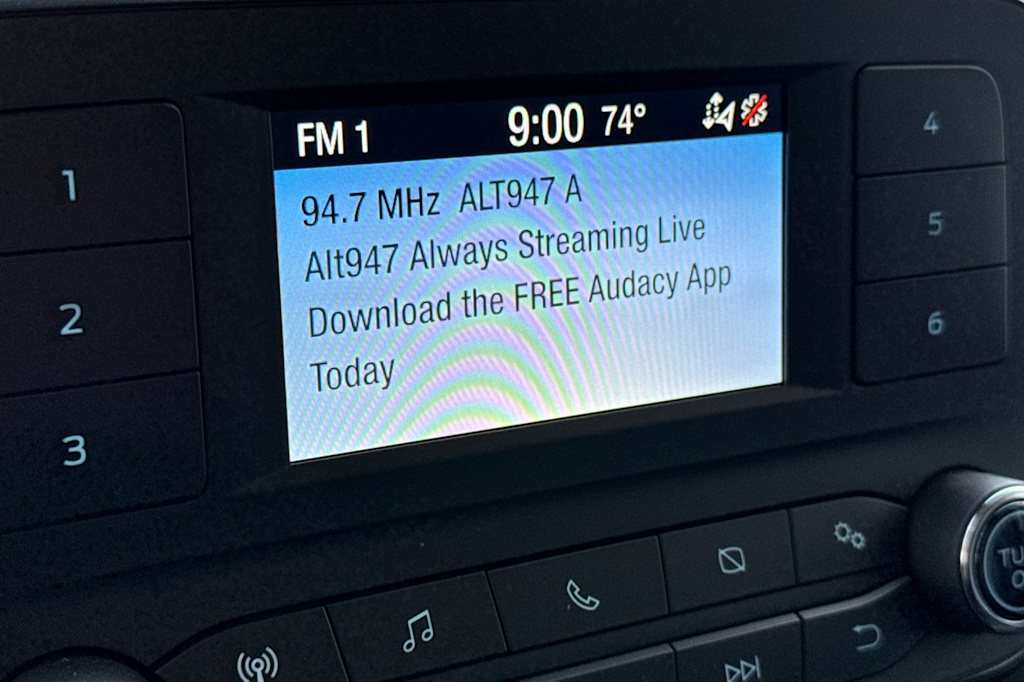 FM 1 9:00 74°
94.7 MHz ALT947 A
Alt947 Always Streaming Live
Download the FREE Audacy App
Today
1
2
3
4
5
6